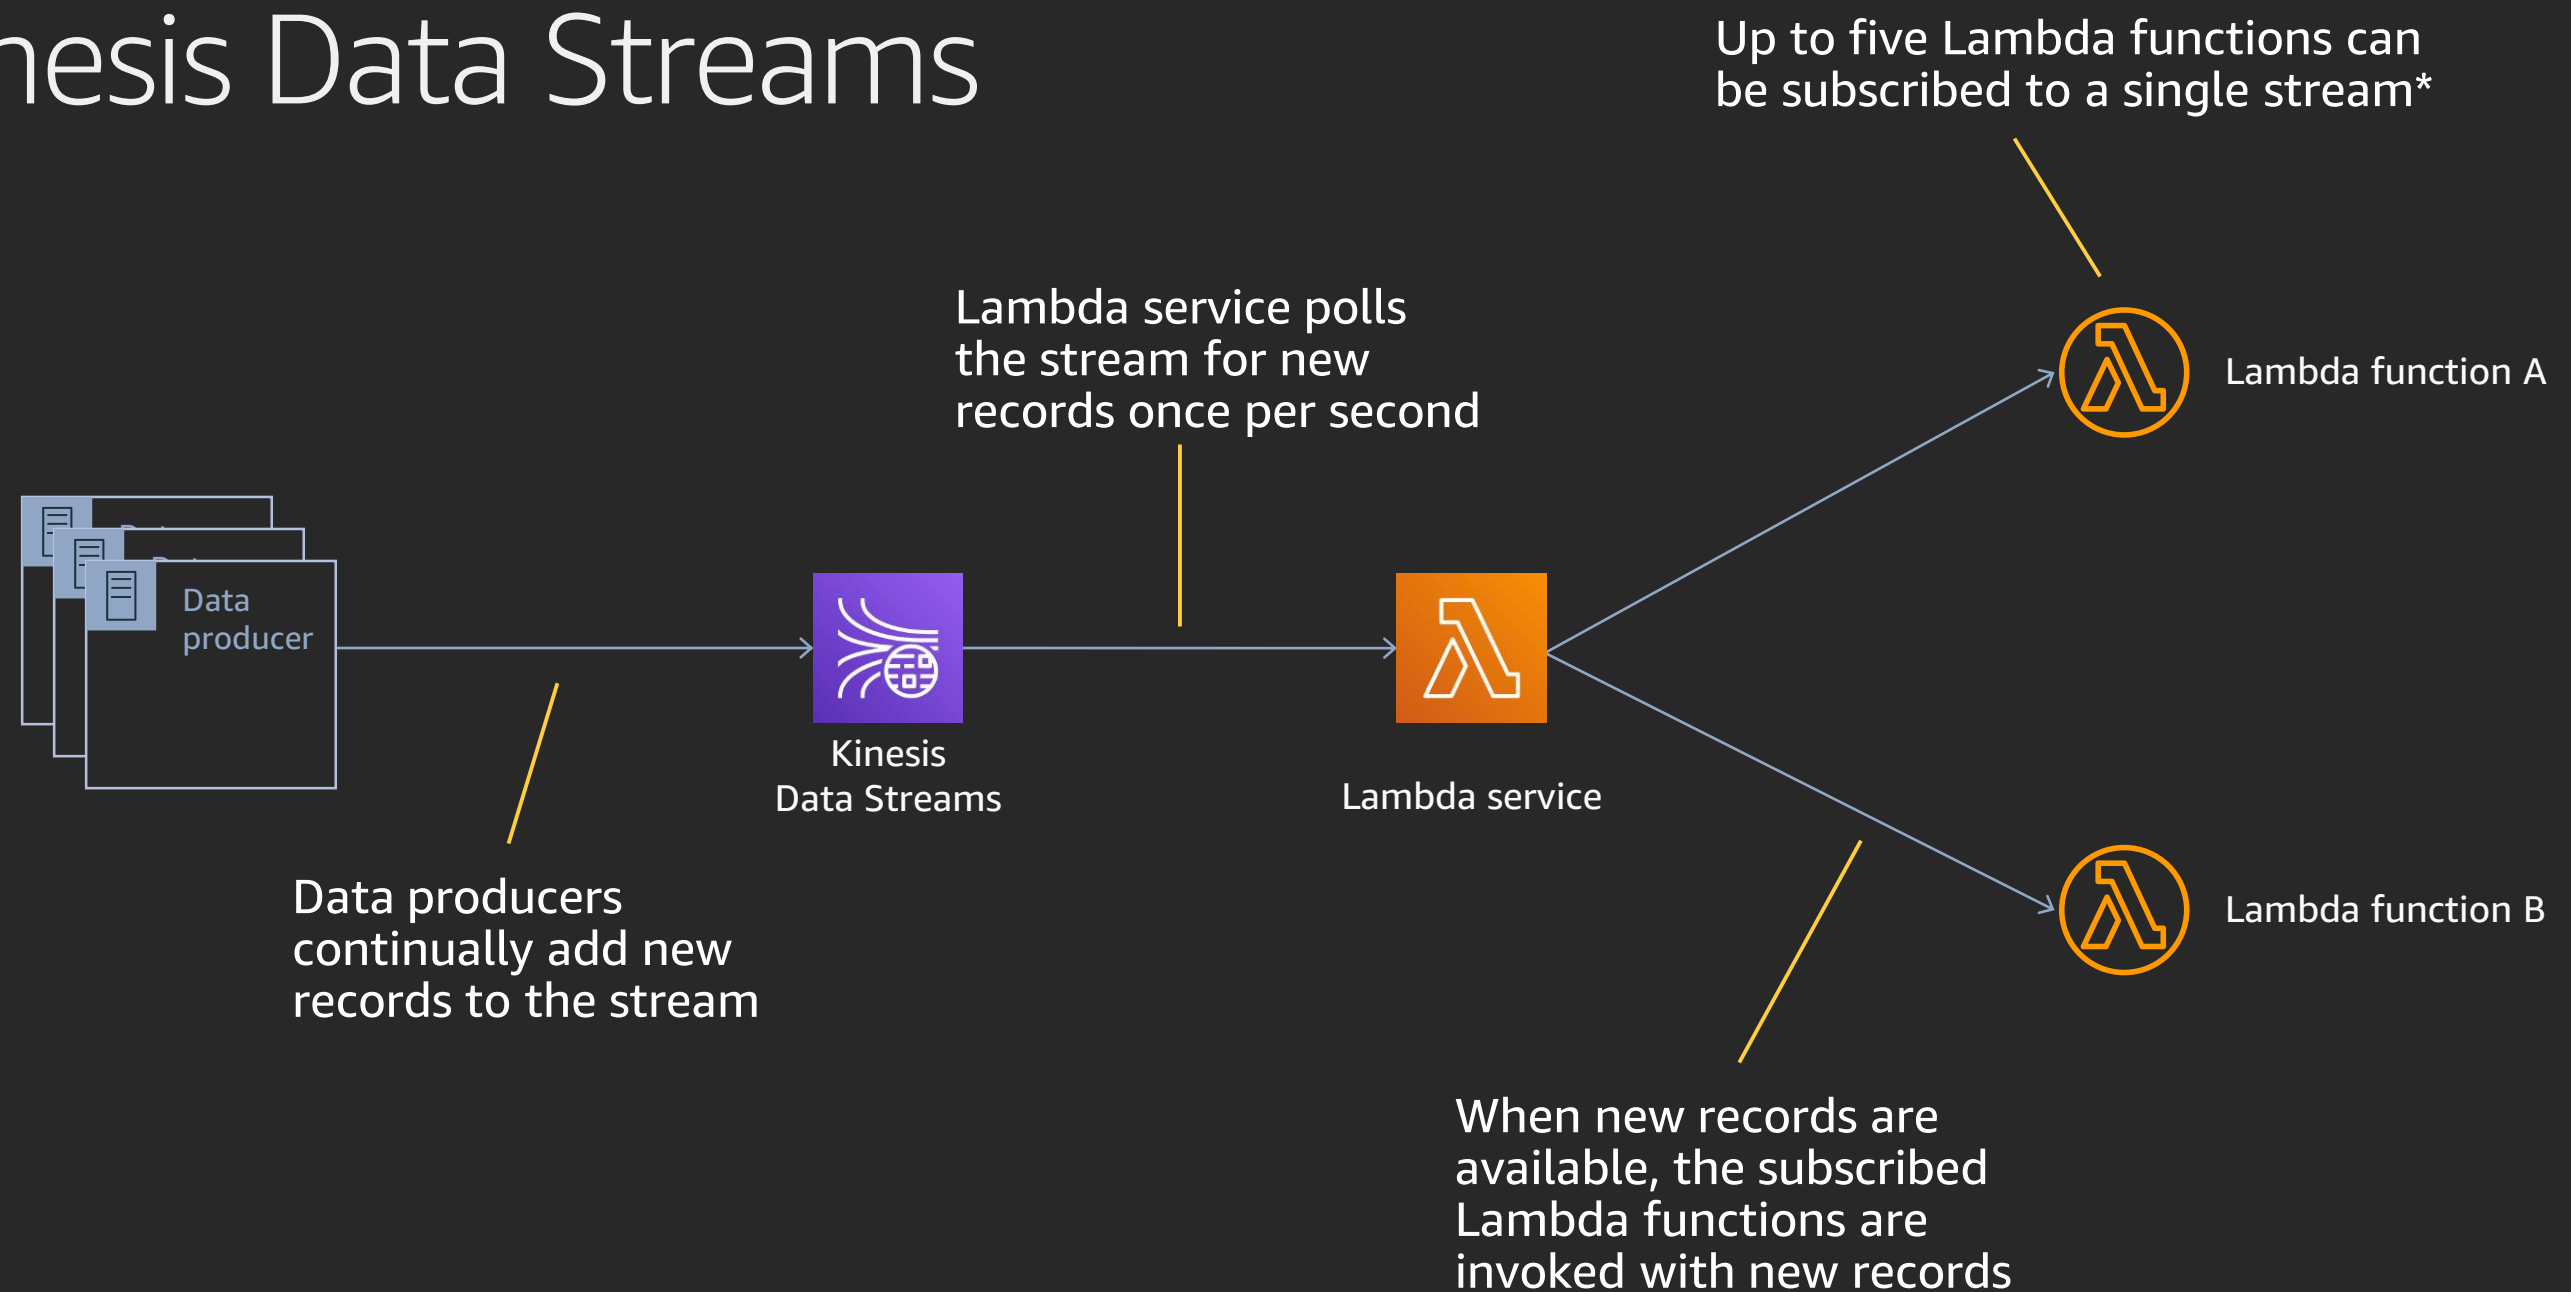 nesis Data Streams
Up to five Lambda functions can
be subscribed to a single stream*
Lambda service polls
the stream for new
records once per second
Lambda function A
Data
producer
Kinesis
Data Streams
Lambda service
Data producers
continually add new
records to the stream
Lambda function B
When new records are
available, the subscribed
Lambda functions are
invoked with new records